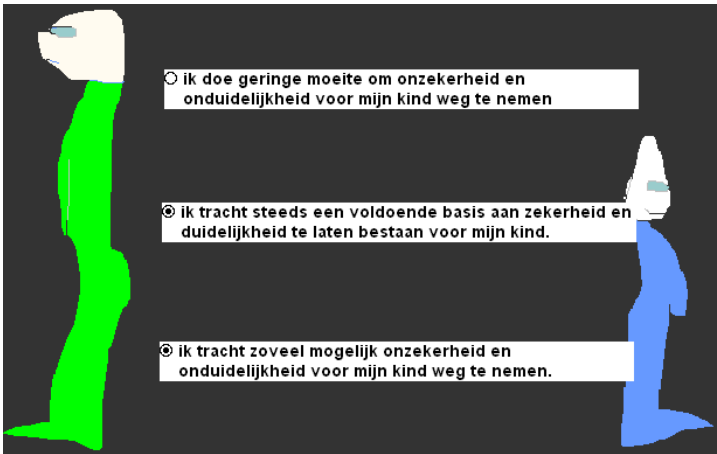 ik doe geringe moeite om onzekerheid en
onduidelijkheid voor mijn kind weg te nemen
ik tracht steeds een voldoende basis aan zekerheid en
duidelijkheid te laten bestaan voor mijn kind.
ik tracht zoveel mogelijk onzekerheid en
onduidelijkheid voor mijn kind weg te nemen.